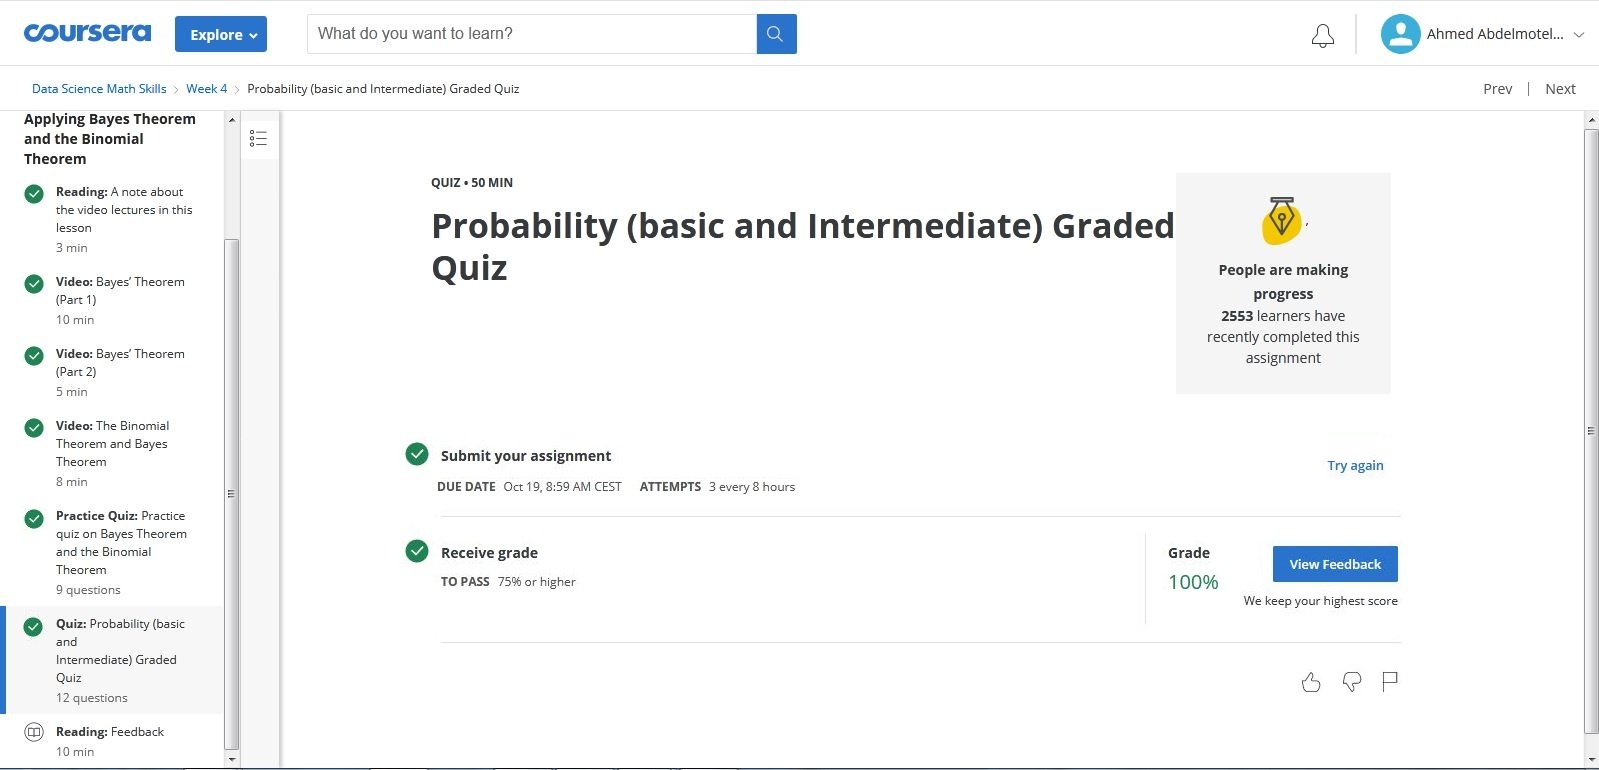 coursera
Explore
What do you want to learn?
Ahmed Abdelmotel...
Data Science Math Skills > Week 4 > Probability (basic and Intermediate) Graded Quiz
Prev | Next
Applying Bayes Theorem
and the Binomial
Theorem
Reading: A note about
the video lectures in this
lesson
3 min
Video: Bayes’ Theorem
(Part 1)
10 min
Video: Bayes’ Theorem
(Part 2)
5 min
Video: The Binomial
Theorem and Bayes
Theorem
8 min
Practice Quiz: Practice
quiz on Bayes Theorem
and the Binomial
Theorem
9 questions
Quiz: Probability (basic
and
Intermediate) Graded
Quiz
12 questions
Reading: Feedback
10 min
QUIZ • 50 MIN
Probability (basic and Intermediate) Graded
Quiz
People are making
progress
2553 learners have
recently completed this
assignment
Submit your assignment
DUE DATE Oct 19, 8:59 AM CEST ATTEMPTS 3 every 8 hours
Try again
Receive grade
TO PASS 75% or higher
Grade
100%
View Feedback
We keep your highest score